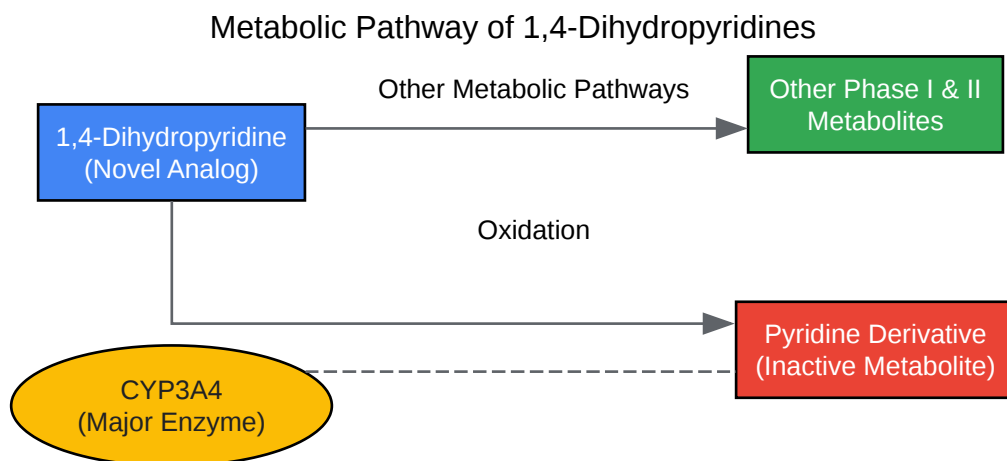 Metabolic Pathway of 1,4-Dihydropyridines
Other Metabolic Pathways
Other Phase I & II
Metabolites
1,4-Dihydropyridine
(Novel Analog)
Oxidation
Pyridine Derivative
(Inactive Metabolite)
CYP3A4
(Major Enzyme)